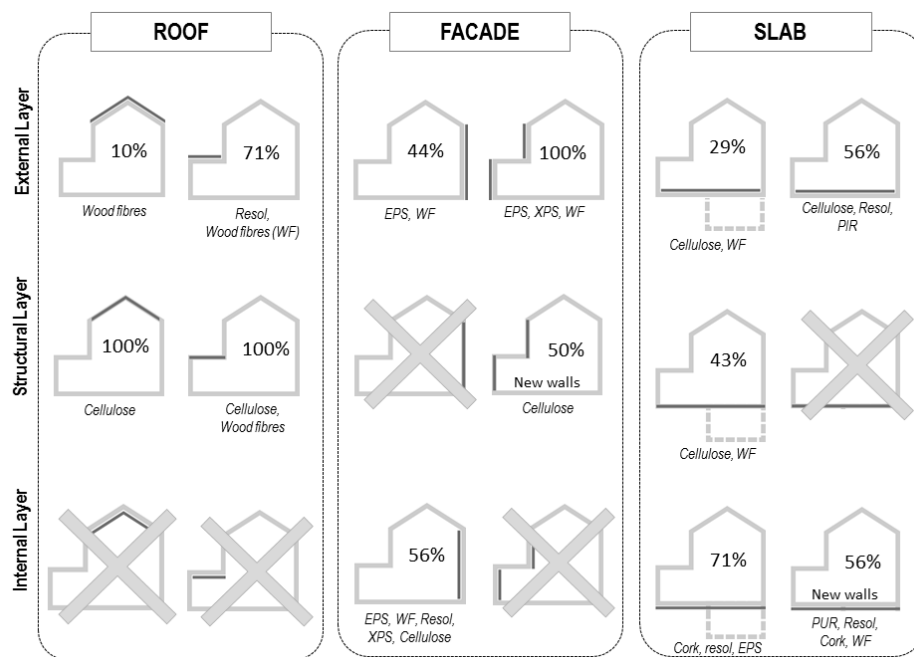 ROOF
FACADE
SLAB
External Layer
10%
Wood fibres
71%
Resol,
Wood fibres (WF)
44%
EPS, WF
100%
EPS, XPS, WF
29%
Cellulose, WF
56%
Cellulose, Resol,
PIR
Structural Layer
100%
Cellulose
100%
Cellulose,
Wood fibres
50%
New walls
Cellulose
43%
Cellulose, WF
Internal Layer
56%
EPS, WF, Resol,
XPS, Cellulose
71%
Cork, resol, EPS
56%
New walls
PUR, Resol,
Cork, WF